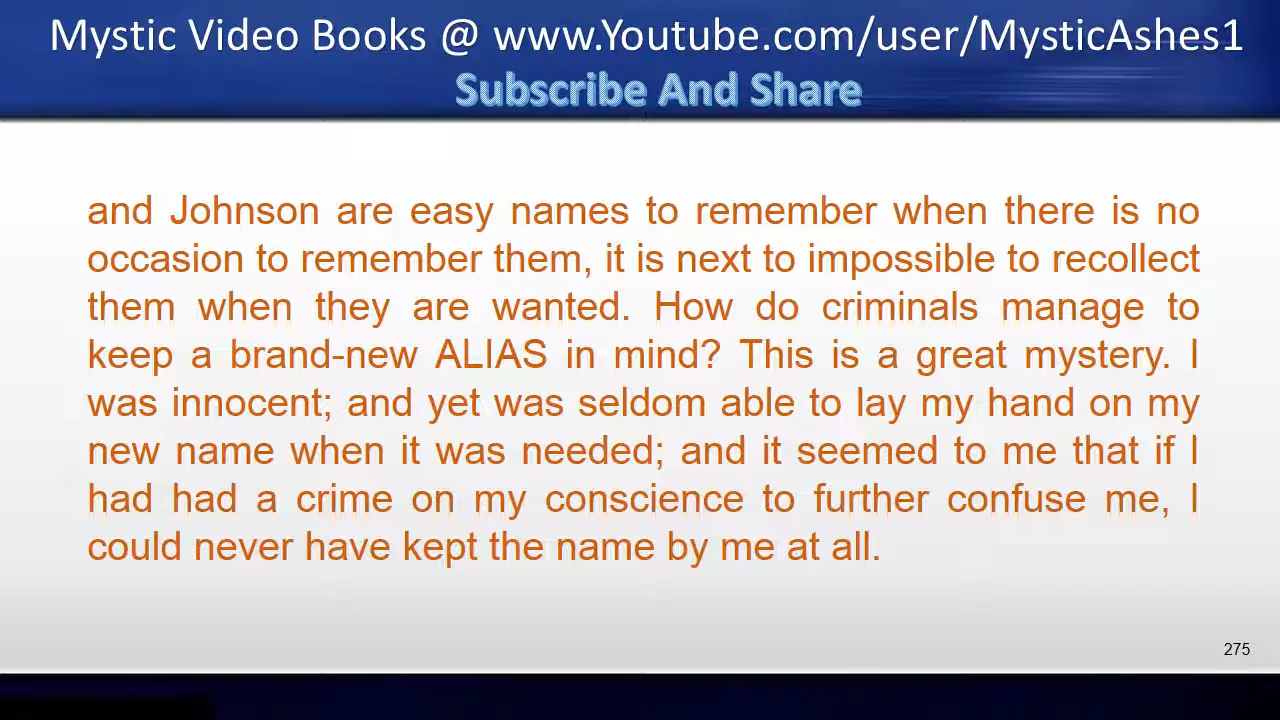 Mystic Video Books @ www.Youtube.com/user/MysticAshes1
Subscribe And Share
and Johnson are easy names to remember when there is no
occasion to remember them, it is next to impossible to recollect
them when they are wanted. How do criminals manage to
keep a brand-new ALIAS in mind? This is a great mystery. I
was innocent; and yet was seldom able to lay my hand on my
new name when it was needed; and it seemed to me that if I
had had a crime on my conscience to further confuse me, I
could never have kept the name by me at all.
275